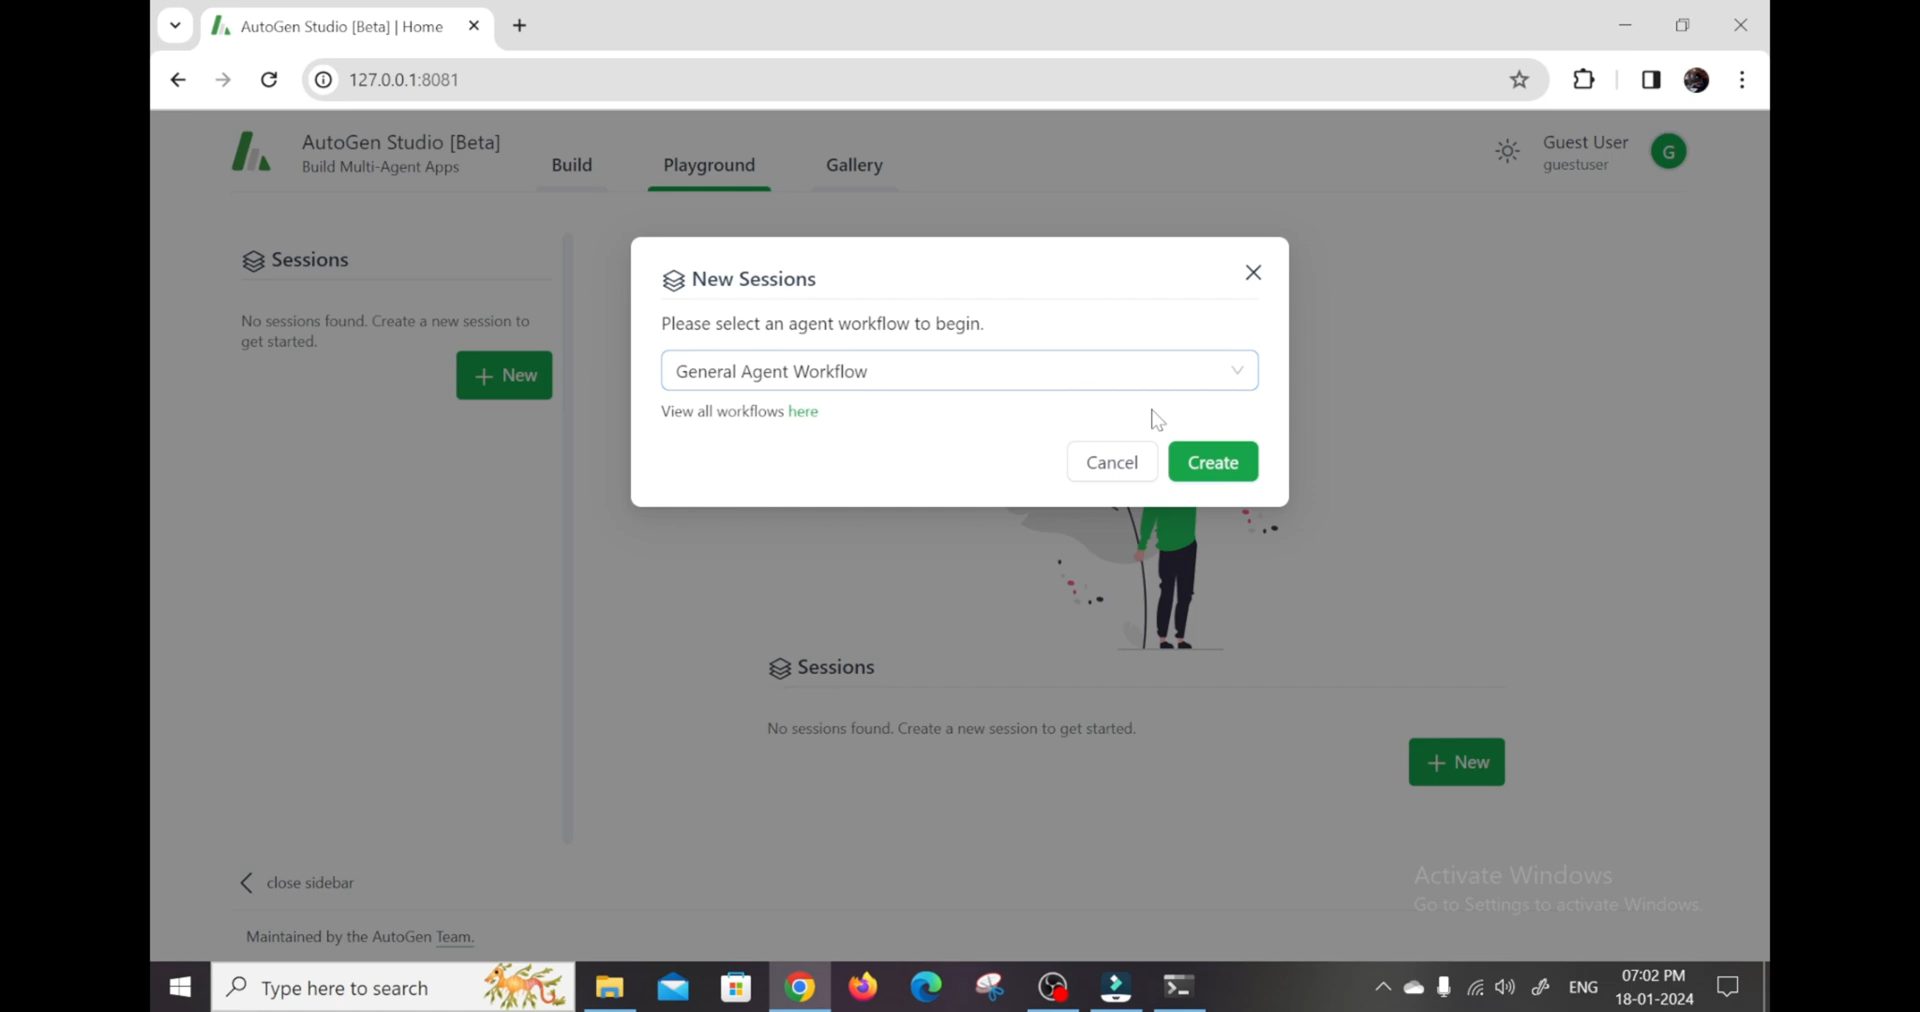 AutoGen Studio [Beta] | Home
127.0.0.1:8081
AutoGen Studio [Beta]
Build Multi-Agent Apps
Build
Playground
Gallery
Guest User
guestuser
G
Sessions
No sessions found. Create a new session to
get started.
+ New
New Sessions
Please select an agent workflow to begin.
General Agent Workflow
View all workflows here
Cancel
Create
Sessions
No sessions found. Create a new session to get started.
+ New
close sidebar
Maintained by the AutoGen Team.
Activate Windows
Go to Settings to activate Windows.
Type here to search
ENG
07:02 PM
18-01-2024